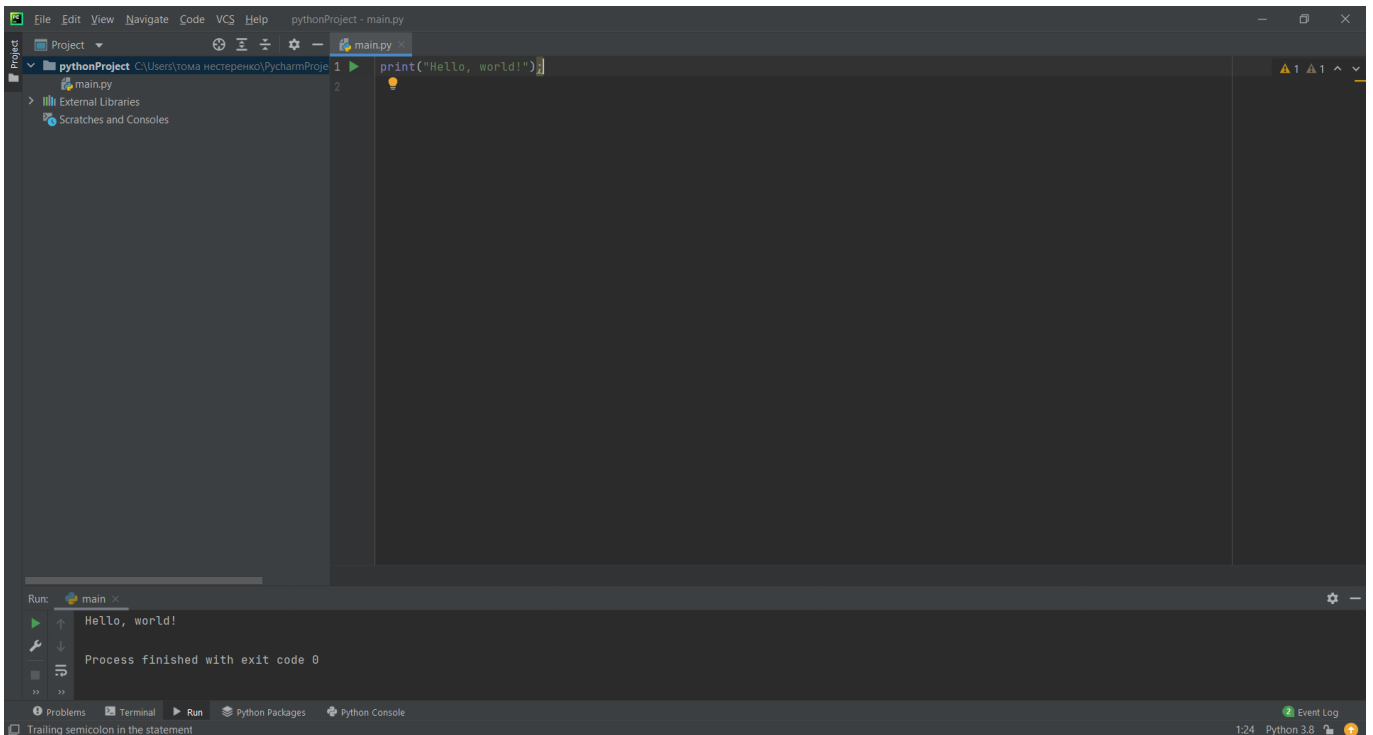 PC File Edit View Navigate Code VCS Help pythonProject - main.py
Project
Project main.py
pythonProject C:\Users\тома нестеренко\PycharmProje
main.py
External Libraries
Scratches and Consoles
1 print("Hello, world!");
2
1 1
Run: main
Hello, world!
Process finished with exit code 0
Problems Terminal Run Python Packages Python Console 2 Event Log
Trailing semicolon in the statement 1:24 Python 3.8